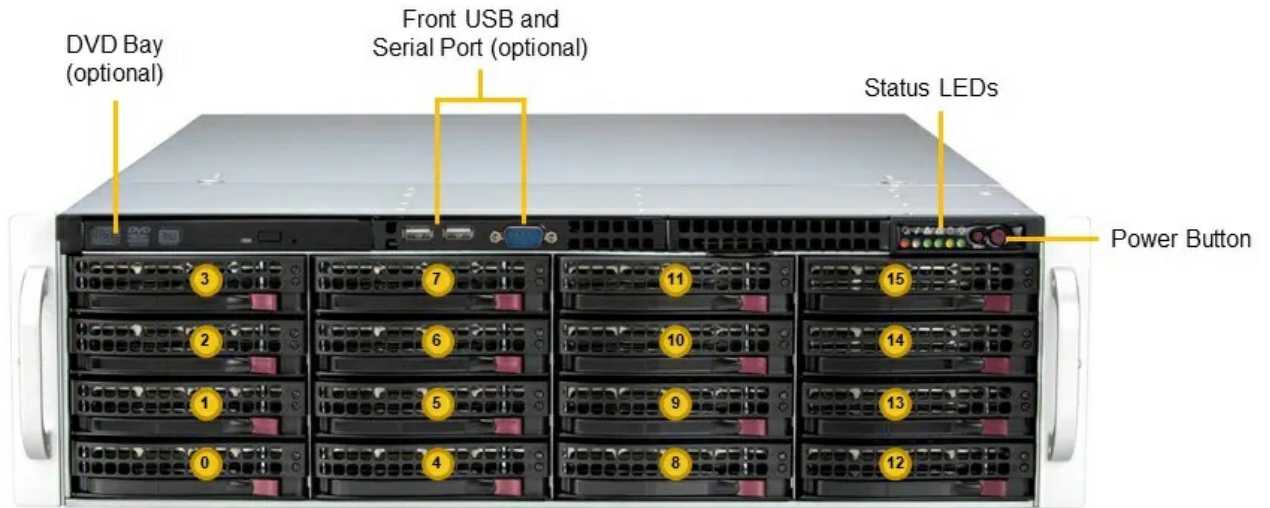 Front USB and
Serial Port (optional)
DVD Bay
(optional)
Status LEDs
DVD
Power Button
3
7
11
15
2
6
10
14
1
5
9
13
0
4
8
12